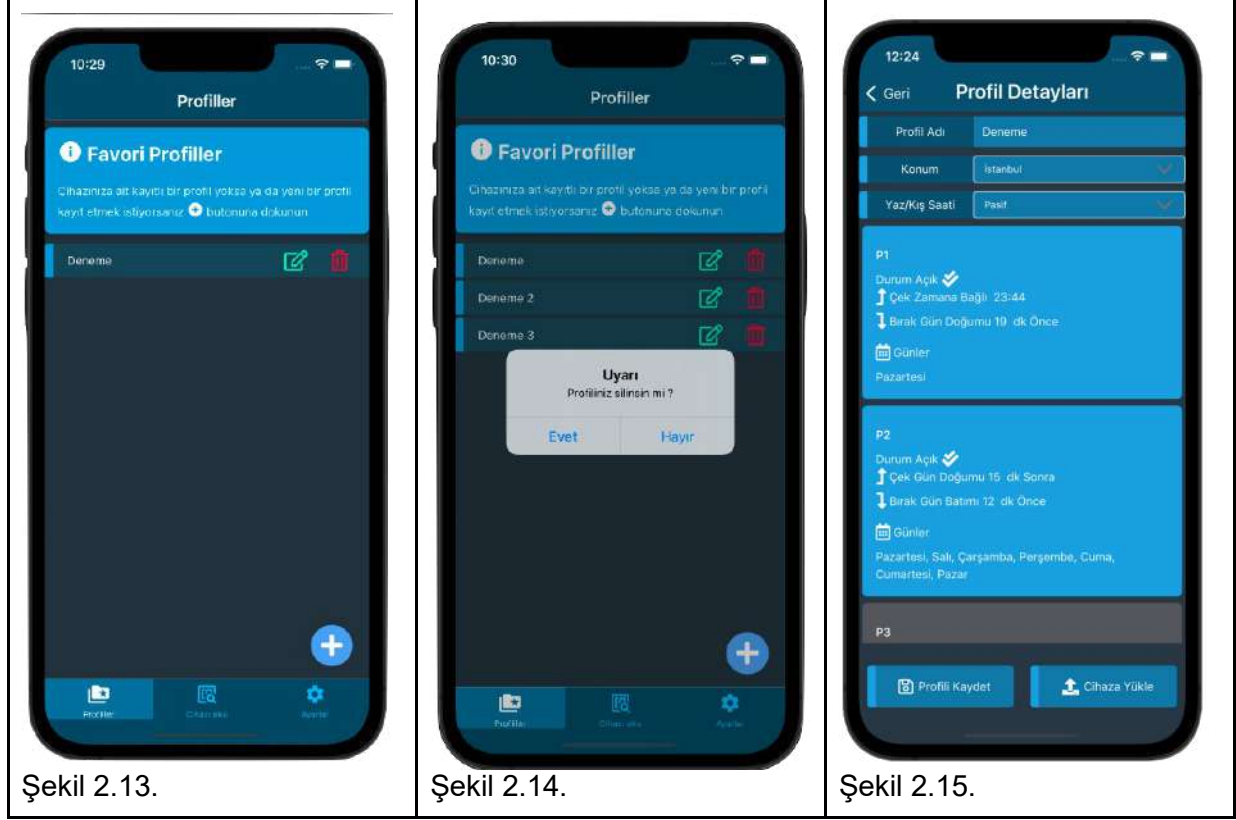 10:29
Profiller
Favori Profiller
Cihazınıza ait kayıtlı bir profil yoksa ya da yeni bir profil
kayıt etmek istiyorsanız + butonuna dokunun
Deneme
Profiller
Cihazı oku
Ayarlar
Şekil 2.13.
10:30
Profiller
Favori Profiller
Cihazınıza ait kayıtlı bir profil yoksa ya da yeni bir profil
kayıt etmek istiyorsanız + butonuna dokunun
Deneme
Deneme 2
Deneme 3
Uyarı
Profiliniz silinsin mi ?
Evet Hayır
Profiller
Cihazı oku
Ayarlar
Şekil 2.14.
12:24
Geri Profil Detayları
Profil Adı Deneme
Konum İstanbul
Yaz/Kış Saati Pasif
P1
Durum Açık
Çek Zamana Bağlı 23:44
Bırak Gün Doğumu 19 dk Önce
Günler
Pazartesi
P2
Durum Açık
Çek Gün Doğumu 15 dk Sonra
Bırak Gün Batımı 12 dk Önce
Günler
Pazartesi, Salı, Çarşamba, Perşembe, Cuma,
Cumartesi, Pazar
P3
Profili Kaydet Cihaza Yükle
Şekil 2.15.